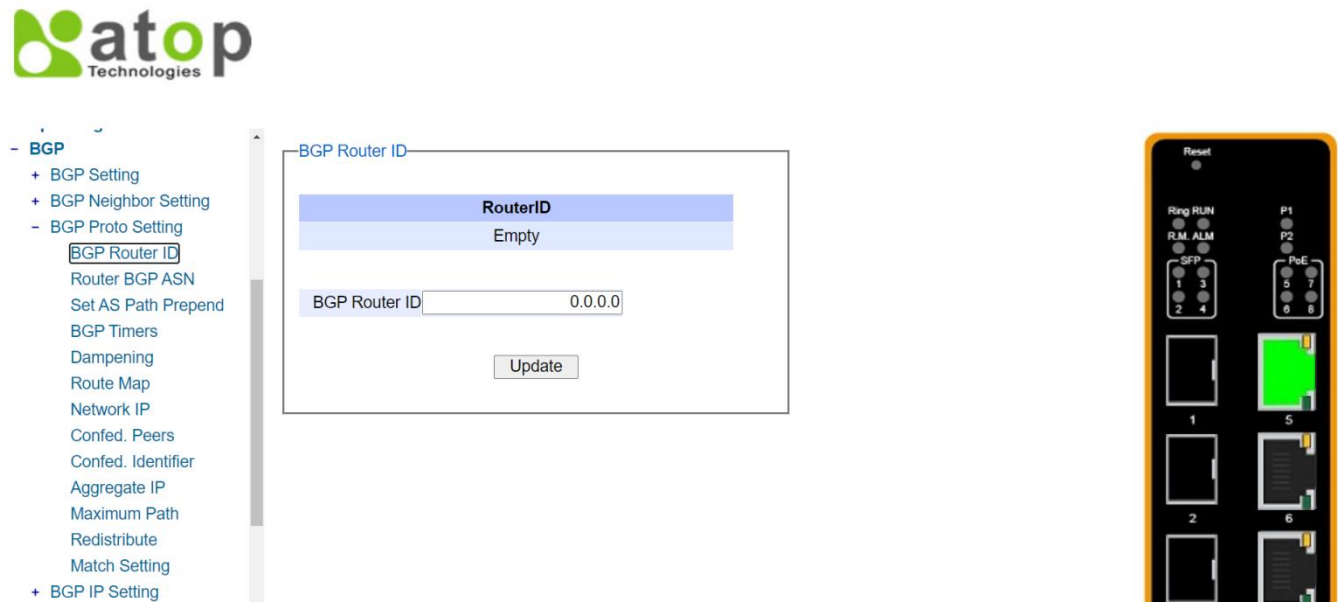 atop
Technologies
- BGP
+ BGP Setting
+ BGP Neighbor Setting
- BGP Proto Setting
BGP Router ID
Router BGP ASN
Set AS Path Prepend
BGP Timers
Dampening
Route Map
Network IP
Confed. Peers
Confed. Identifier
Aggregate IP
Maximum Path
Redistribute
Match Setting
+ BGP IP Setting
BGP Router ID
RouterID
Empty
BGP Router ID 0.0.0.0
Update
Reset
Ring RUN P1
R.M. ALM P2
SFP PoE
1 3 5 7
2 4 6 8
1 5
2 6